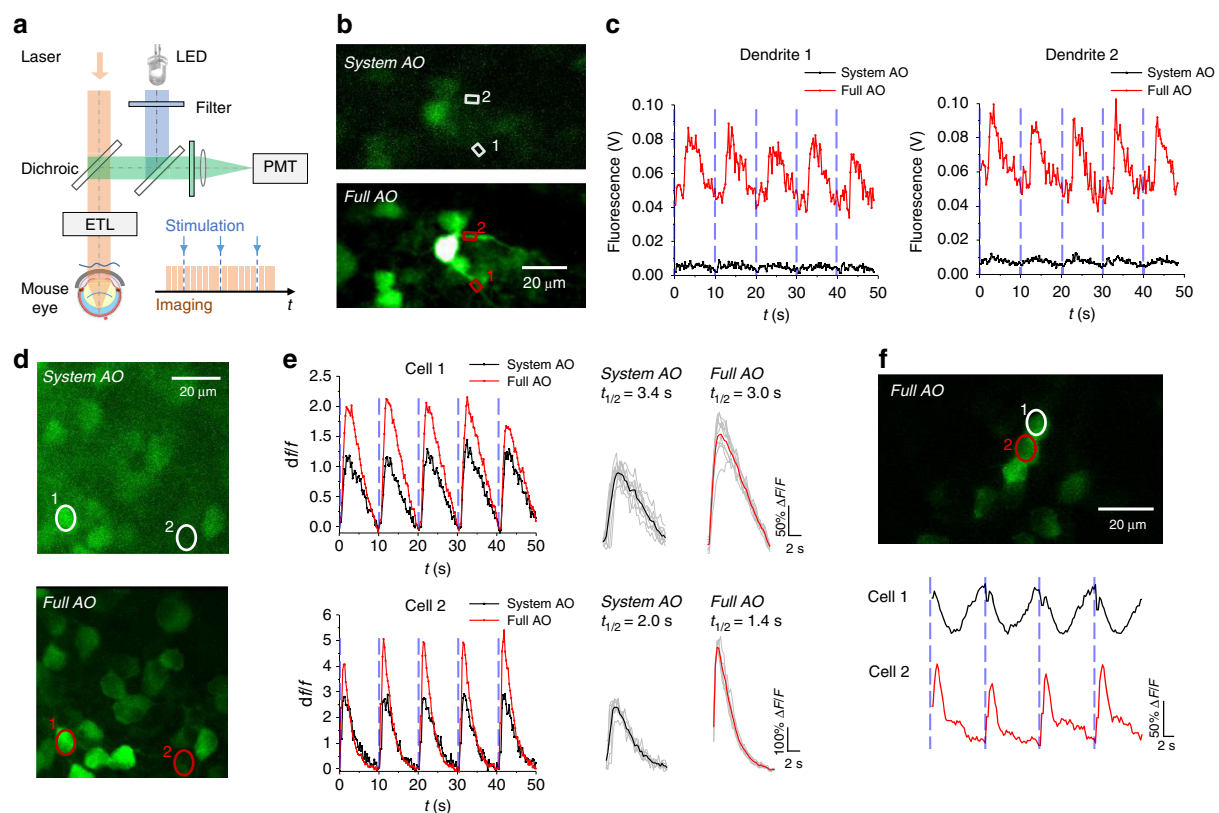 a
Laser
LED
Filter
Dichroic
PMT
ETL
Stimulation
Mouse
eye
Imaging
t
b
System AO
2
1
Full AO
2
1
20 μm
c
Dendrite 1
System AO
Full AO
Fluorescence (V)
0.10
0.08
0.06
0.04
0.02
0.00
0 10 20 30 40 50
t (s)
Dendrite 2
System AO
Full AO
Fluorescence (V)
0.10
0.08
0.06
0.04
0.02
0.00
0 10 20 30 40 50
t (s)
d
System AO
20 μm
1
2
Full AO
1
2
e
Cell 1
System AO
Full AO
df/f
2.5
2.0
1.5
1.0
0.5
0.0
0 10 20 30 40 50
t (s)
System AO
t1/2 = 3.4 s
Full AO
t1/2 = 3.0 s
50% ΔF/F
2 s
Cell 2
System AO
Full AO
df/f
6
5
4
3
2
1
0
0 10 20 30 40 50
t (s)
System AO
t1/2 = 2.0 s
Full AO
t1/2 = 1.4 s
100% ΔF/F
2 s
f
Full AO
1
2
20 μm
Cell 1
Cell 2
50% ΔF/F
2 s